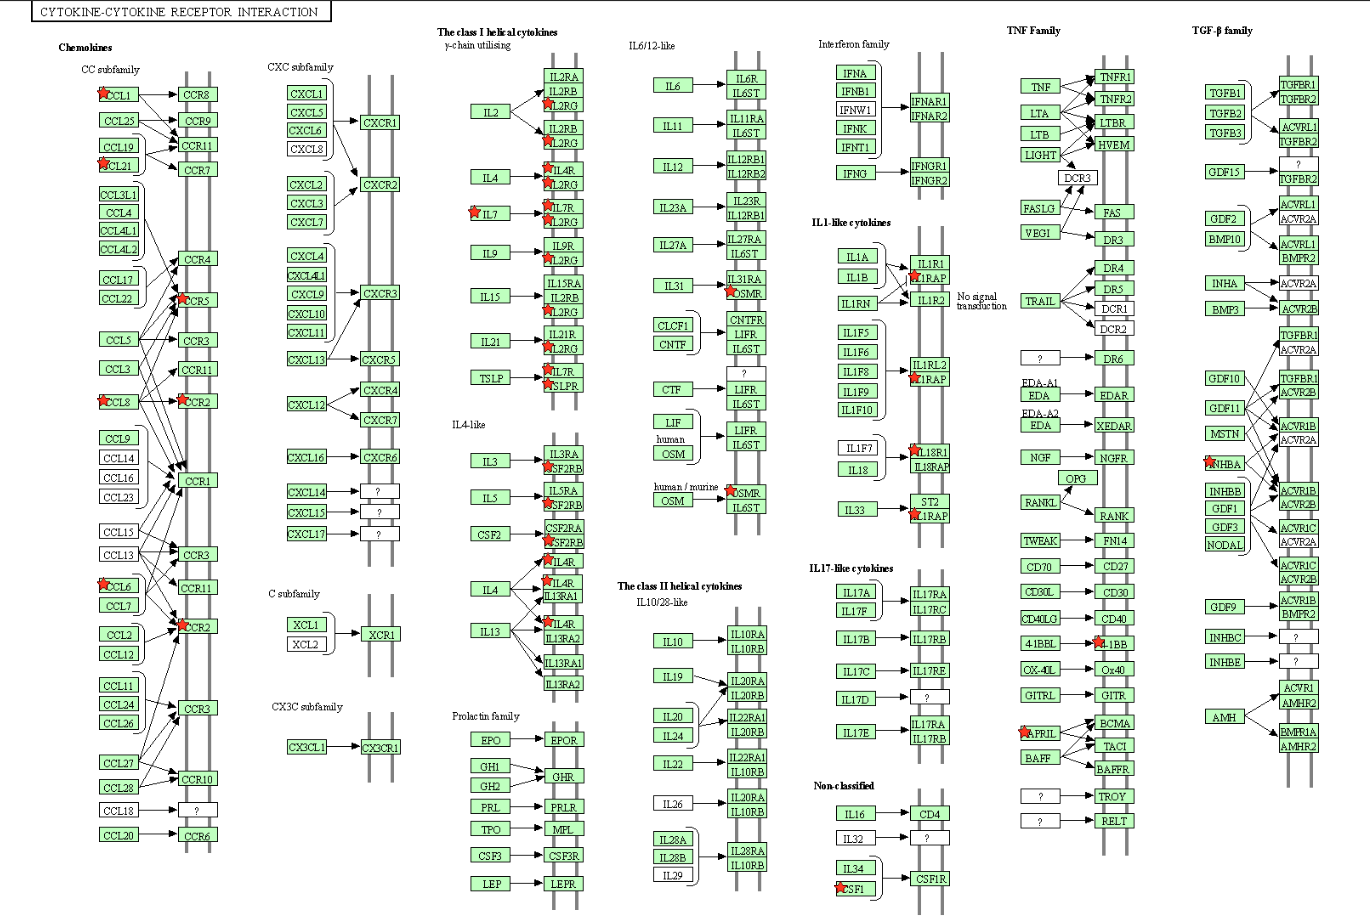 CYTOKINE-CYTOKINE RECEPTOR INTERACTION
Chemokines
CC subfamily
CCL1
CCR8
CCL25
CCR9
CCL19
CCR11
CCL21
CCR7
CCL3L1
CCL4
CCL4L1
CCL4L2
CCR4
CCL17
CCL22
CCR5
CCL5
CCR3
CCL3
CCR11
CCL8
CCR2
CCL9
CCL14
CCL16
CCL23
CCR1
CCL15
CCL13
CCR3
CCL6
CCR11
CCL7
CCR2
CCL2
CCL12
CCL11
CCL24
CCL26
CCR3
CCL27
CCR10
CCL28
CCL18
?
CCL20
CCR6
CXC subfamily
CXCL1
CXCL5
CXCL6
CXCL8
CXCR1
CXCL2
CXCL3
CXCL7
CXCR2
CXCL4
CXCL4L1
CXCL9
CXCL10
CXCL11
CXCR3
CXCL13
CXCR5
CXCR4
CXCL12
CXCR7
CXCL16
CXCR6
CXCL14
?
CXCL15
?
CXCL17
?
C subfamily
XCL1
XCL2
XCR1
CX3C subfamily
CX3CL1
CX3CR1
The class I helical cytokines
γ-chain utilising
IL2
IL2RA
IL2RB
IL2RG
IL2RB
IL2RG
IL4
IL4R
IL2RG
IL7
IL7R
IL2RG
IL9
IL9R
IL2RG
IL15
IL15RA
IL2RB
IL2RG
IL21
IL21R
IL2RG
TSLP
IL7R
TSLPR
IL4-like
IL3
IL3RA
CSF2RB
IL5
IL5RA
CSF2RB
CSF2
CSF2RA
CSF2RB
IL4R
IL4
IL4R
IL13RA1
IL13
IL4R
IL13RA2
IL13RA1
IL13RA2
Prolactin family
EPO
EPOR
GH1
GH2
GHR
PRL
PRLR
TPO
MPL
CSF3
CSF3R
LEP
LEPR
IL6/12-like
IL6
IL6R
IL6ST
IL11
IL11RA
IL6ST
IL12
IL12RB1
IL12RB2
IL23A
IL23R
IL12RB1
IL27A
IL27RA
IL6ST
IL31
IL31RA
OSMR
CLCF1
CNTF
CNTFR
LIFR
IL6ST
CTF
?
LIFR
IL6ST
LIF
human
OSM
LIFR
IL6ST
human / murine
OSM
OSMR
IL6ST
The class II helical cytokines
IL10/28-like
IL10
IL10RA
IL10RB
IL19
IL20RA
IL20RB
IL20
IL24
IL22RA1
IL20RB
IL22
IL22RA1
IL10RB
IL26
IL20RA
IL10RB
IL28A
IL28B
IL29
IL28RA
IL10RB
Interferon family
IFNA
IFNB1
IFNW1
IFNK
IFNT1
IFNAR1
IFNAR2
IFNG
IFNGR1
IFNGR2
IL1-like cytokines
IL1A
IL1B
IL1RN
IL1R1
IL1RAP
IL1R2
No signal
transduction
IL1F5
IL1F6
IL1F8
IL1F9
IL1F10
IL1RL2
IL1RAP
IL1F7
IL18
IL18R1
IL18RAP
IL33
ST2
IL1RAP
IL17-like cytokines
IL17A
IL17F
IL17RA
IL17RC
IL17B
IL17RB
IL17C
IL17RE
IL17D
?
IL17E
IL17RA
IL17RB
Non-classified
IL16
CD4
IL32
?
IL34
CSF1
CSF1R
TNF Family
TNF
TNFR1
TNFR2
LTA
LTB
LTBR
LIGHT
HVEM
DCR3
FASLG
FAS
VEGI
DR3
TRAIL
DR4
DR5
DCR1
DCR2
?
DR6
EDA-A1
EDA
EDAR
EDA-A2
EDA
XEDAR
NGF
NGFR
OPG
RANKL
RANK
TWEAK
FN14
CD70
CD27
CD30L
CD30
CD40LG
CD40
4-1BBL
4-1BB
OX-40L
Ox40
GITRL
GITR
APRIL
BCMA
TACI
BAFF
BAFFR
?
TROY
?
RELT
TGF-β family
TGFB1
TGFB2
TGFB3
TGFBR1
TGFBR2
ACVRL1
TGFBR2
GDF15
?
TGFBR2
GDF2
BMP10
ACVRL1
ACVR2A
ACVRL1
BMPR2
INHA
ACVR2A
BMP3
ACVR2B
TGFBR1
ACVR2A
GDF10
TGFBR1
ACVR2B
GDF11
MSTN
ACVR1B
ACVR2A
INHBA
INHBB
GDF1
GDF3
NODAL
ACVR1B
ACVR2B
ACVR1C
ACVR2A
ACVR1C
ACVR2B
GDF9
ACVR1B
BMPR2
INHBC
?
INHBE
?
AMH
ACVR1
AMHR2
BMPR1A
AMHR2